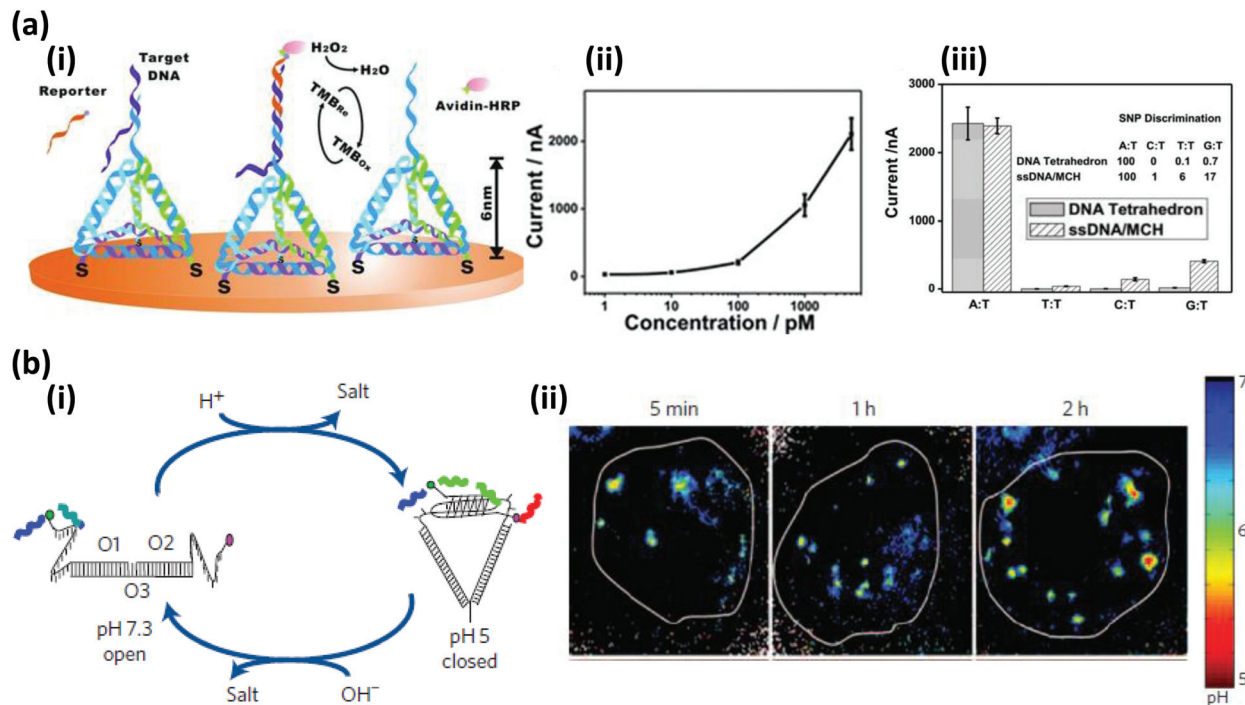 (a)
(i)
Target
DNA
Reporter
H2O2
H2O
TMBRe
TMBOx
Avidin-HRP
6nm
S
S
S
S
S
S
S
S
S
(ii)
Current / nA
2000
1000
0
1
10
100
1000
Concentration / pM
(iii)
Current /nA
3000
2000
1000
0
SNP Discrimination
A:T C:T T:T G:T
DNA Tetrahedron 100 0 0.1 0.7
ssDNA/MCH 100 1 6 17
DNA Tetrahedron
ssDNA/MCH
A:T T:T C:T G:T
(b)
(i)
H+
Salt
O1 O2
O3
pH 7.3
open
pH 5
closed
Salt
OH−
(ii)
5 min 1 h 2 h
7
6
5
pH